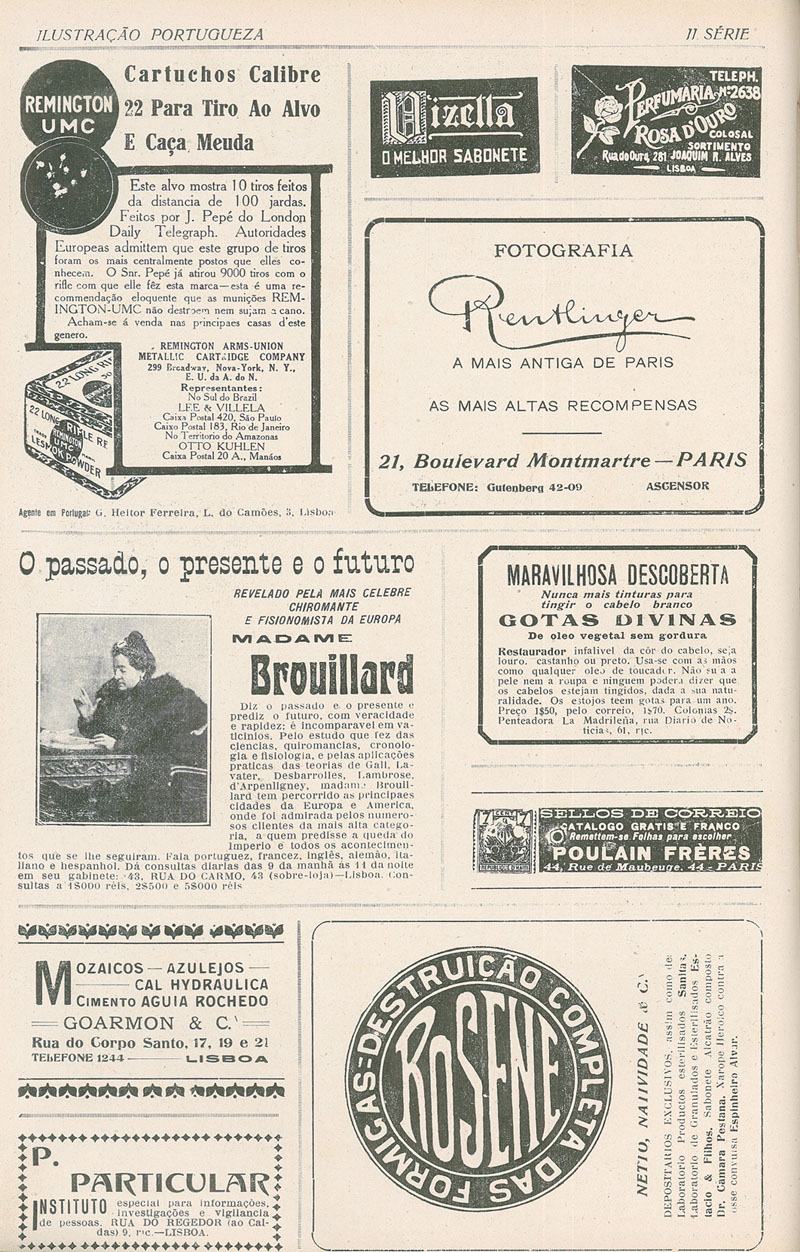 ILUSTRAÇÃO PORTUGUEZA
II SÉRIE
REMINGTON
UMC
Cartuchos Calibre
22 Para Tiro Ao Alvo
E Caça Meuda
Este alvo mostra 10 tiros feitos
da distancia de 100 jardas.
Feitos por J. Pepé do London
Daily Telegraph. Autoridades
Europeas admittem que este grupo de tiros
foram os mais centralmente postos que elles co-
nhecem. O Snr. Pepé já atirou 9000 tiros com o
rifle com que elle fêz esta marca—esta é uma re-
commendação eloquente que as munições REM-
INGTON-UMC não destroem nem sujam a cano.
Acham-se á venda nas principaes casas d'este
genero.
REMINGTON ARMS-UNION
METALLIC CARTRIDGE COMPANY
299 Broadway, Nova-York, N. Y.,
E. U. da A. do N.
Representantes:
No Sul do Brazil
LEE & VILLELA
Caixa Postal 420, São Paulo
Caixo Postal 183, Rio de Janeiro
No Territorio do Amazonas
OTTO KUHLEN
Caixa Postal 20 A., Manáos
22 LONG RIF
22 LONG RIFLE RE
REMINGTON
UMC
LESMOK POWDER
Agente em Portugal: G. Heitor Ferreira, L. do Camões, 3, Lisboa
Vizella
O MELHOR SABONETE
TELEPH.
Nº 2638
PERFUMARIA
ROSA D'OURO
COLOSAL
SORTIMENTO
Rua do Ouro, 281 JOAQUIM R. ALVES
LISBOA
FOTOGRAFIA
Reutlinger
A MAIS ANTIGA DE PARIS
AS MAIS ALTAS RECOMPENSAS
21, Boulevard Montmartre — PARIS
TELEFONE: Gutenberg 42-09 ASCENSOR
O passado, o presente e o futuro
REVELADO PELA MAIS CELEBRE
CHIROMANTE
E FISIONOMISTA DA EUROPA
MADAME
Brouillard
Diz o passado e o presente e
prediz o futuro, com veracidade
e rapidez; é incomparavel em va-
ticinios. Pelo estudo que fez das
ciencias, quiromancias, cronolo-
gia e fisiologia, e pelas aplicações
praticas das teorias de Gall, La-
vater, Desbarrolles, Lambrose,
d'Arpenligney, madame Brouil-
lard tem percorrido as principaes
cidades da Europa e America,
onde foi admirada pelos numero-
sos clientes da mais alta catego-
ria, a quem predisse a queda do
Imperio e todos os acontecimen-
tos que se lhe seguiram. Fala portuguez, francez, inglês, alemão, ita-
liano e hespanhol. Dá consultas diarias das 9 da manhã ás 11 da noite
em seu gabinete: 43, RUA DO CARMO, 43 (sobre-loja)—Lisboa. Con-
sultas a 1$000 réis, 2$500 e 5$000 réis
MARAVILHOSA DESCOBERTA
Nunca mais tinturas para
tingir o cabelo branco
GOTAS DIVINAS
De oleo vegetal sem gordura
Restaurador infalivel da côr do cabelo, seja
louro, castanho ou preto. Usa-se com as mãos
como qualquer oleo de toucador. Não suja a
pele nem a roupa e ninguem poderá dizer que
os cabelos estejam tingidos, dada a sua natu-
ralidade. Os estojos teem gotas para um ano.
Preço 1$50, pelo correio, 1$70. Colonias 2$.
Penteadora La Madrileña, rua Diario de No-
ticias, 61, r/c.
SELLOS DE CORREIO
CATALOGO GRATIS E FRANCO
Remettem-se Folhas para escolher
POULAIN FRÈRES
44, Rue de Maubeuge, 44 - PARIS
MOZAICOS — AZULEJOS —
CAL HYDRAULICA
CIMENTO AGUIA ROCHEDO
GOARMON & C.ª
Rua do Corpo Santo, 17, 19 e 21
TELEFONE 1244 — LISBOA
P. PARTICULAR
INSTITUTO especial para informações,
investigações e vigilancia
de pessoas. RUA DO REGEDOR (ao Cal-
das) 9, r/c.—LISBOA.
DESTRUIÇÃO COMPLETA DAS FORMIGAS=
ROSENE
NETTO, NATIVIDADE & C.ª
DEPOSITARIOS EXCLUSIVOS, assim como de:
Laboratorio Productos esterilisados Sanitas,
Laboratorio de Granulados e Esterilisados Es-
tacio & Filhos. Sabonete Alcatrão composto
Dr. Câmara Pestana. Xarope Heroico contra a
tosse convulsa Espinheiro Alvar.